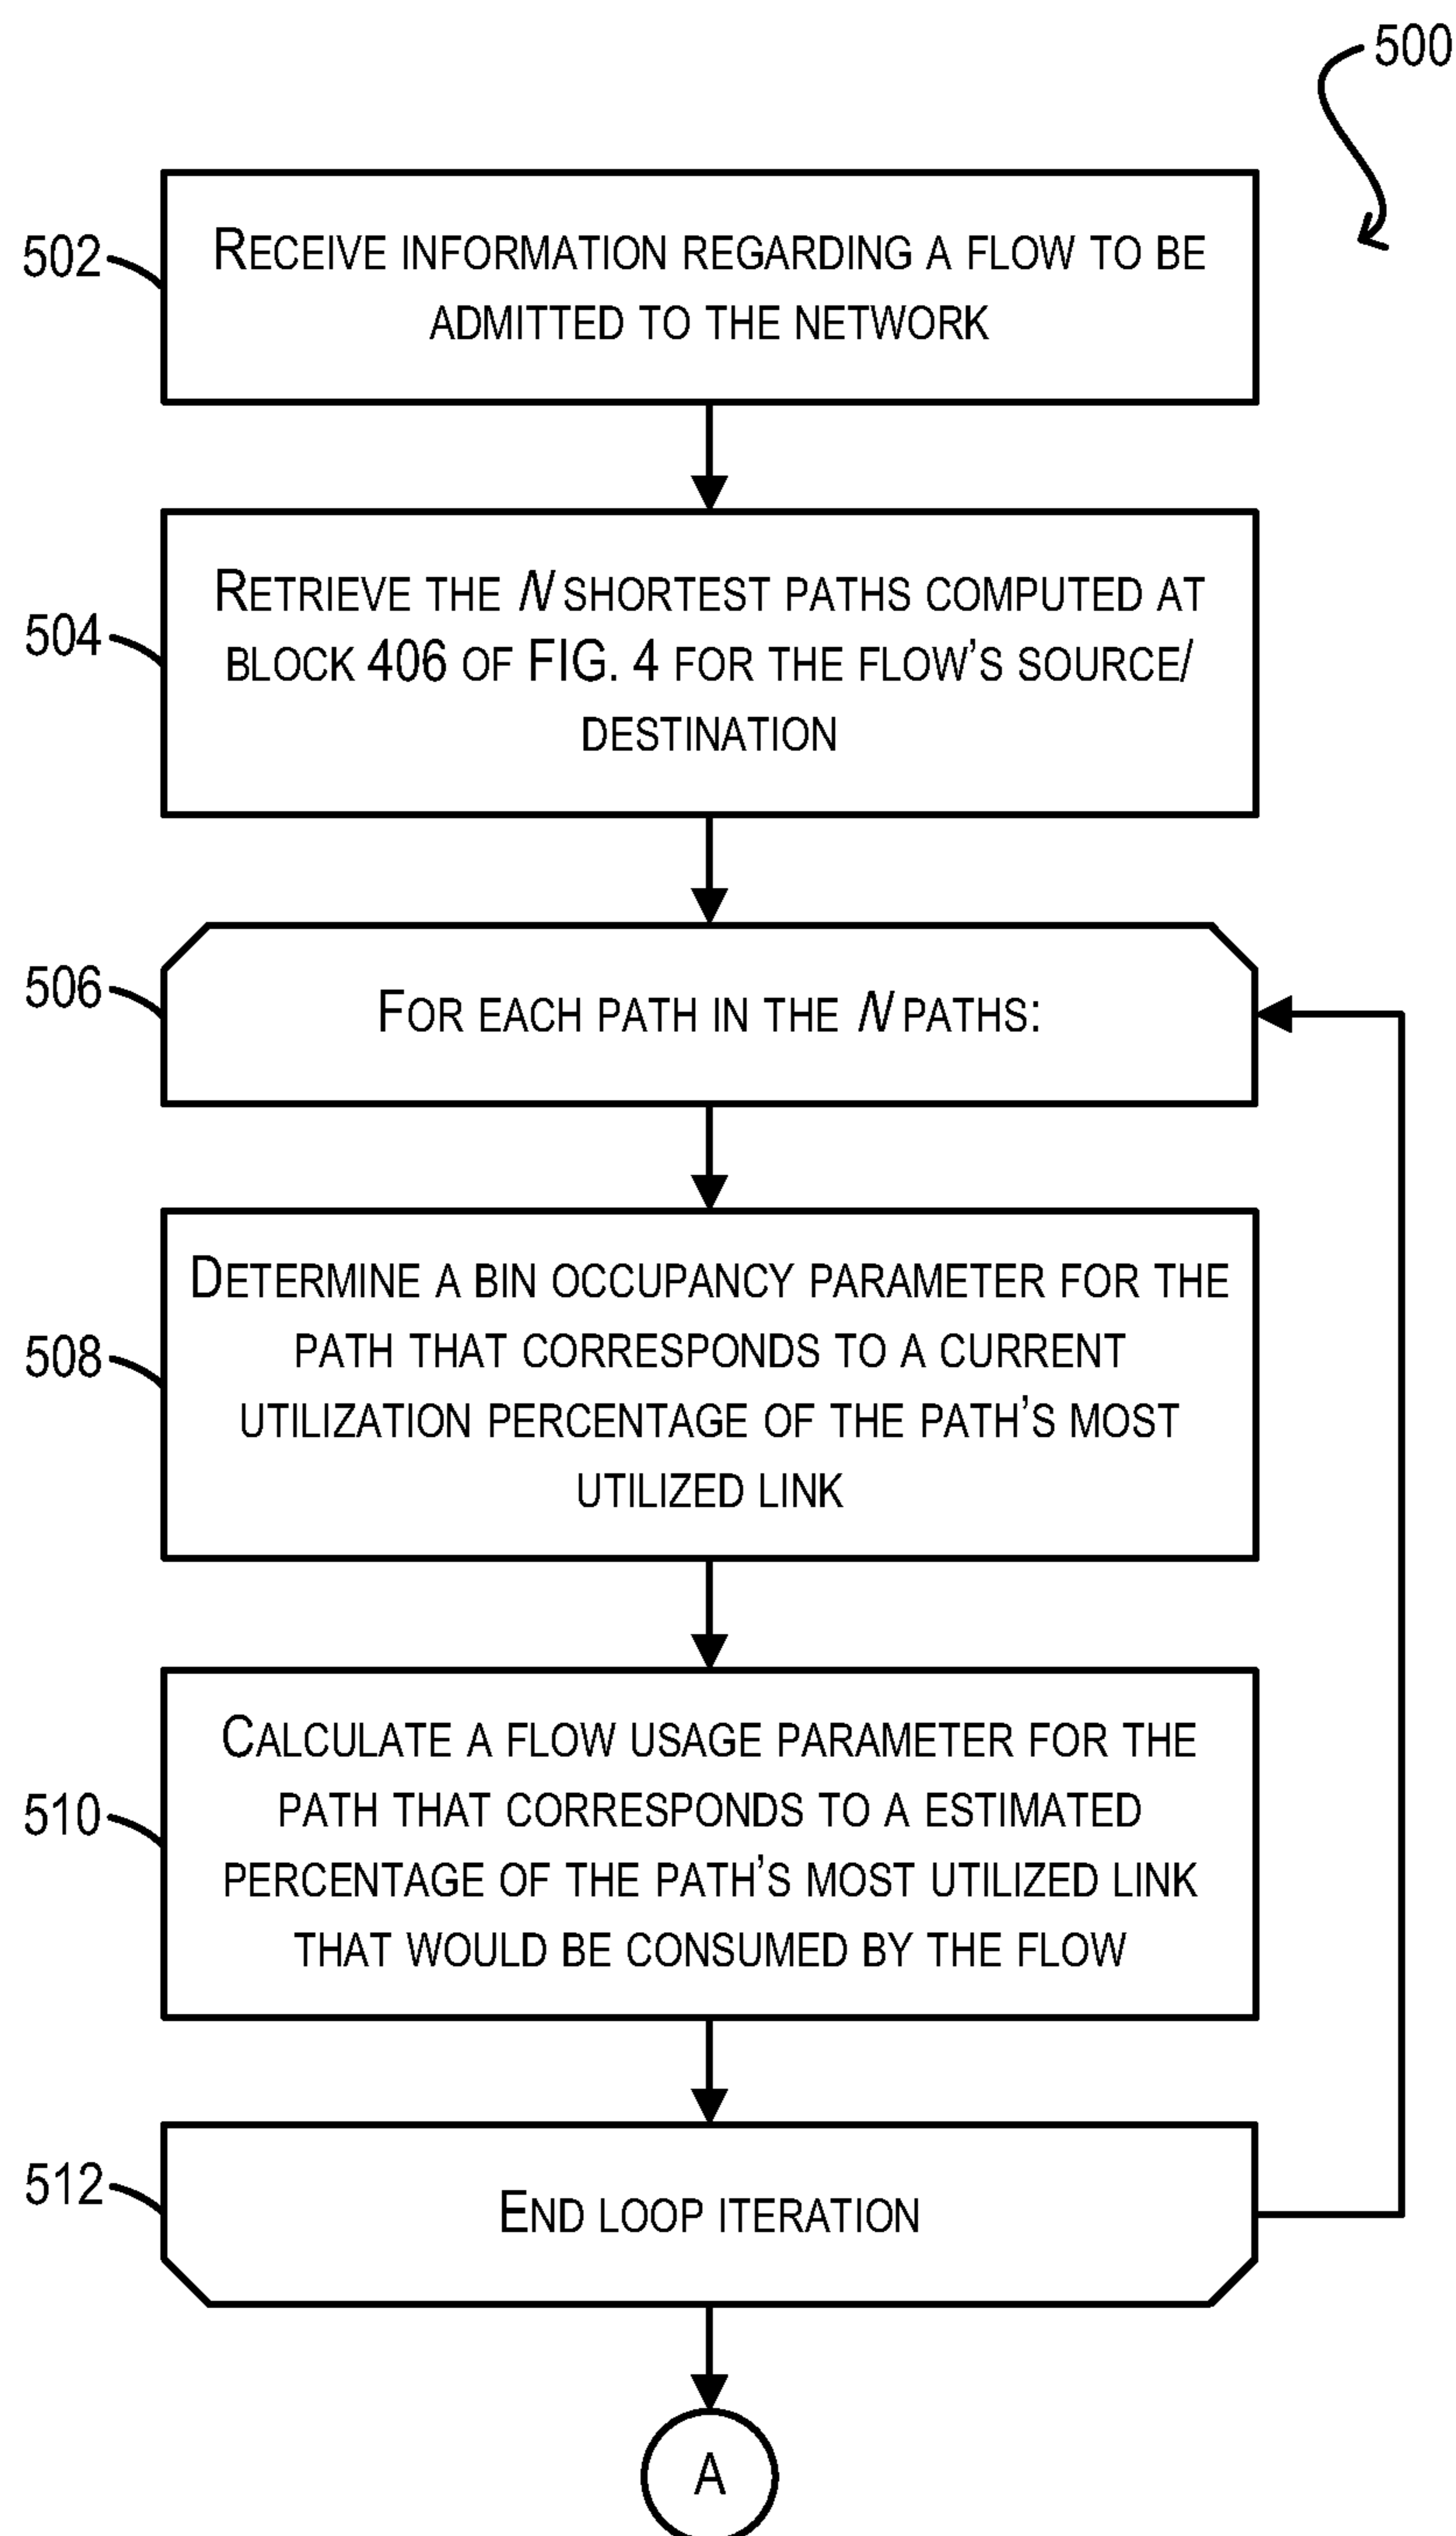 500
502
RECEIVE INFORMATION REGARDING A FLOW TO BE
ADMITTED TO THE NETWORK
504
RETRIEVE THE N SHORTEST PATHS COMPUTED AT
BLOCK 406 OF FIG. 4 FOR THE FLOW'S SOURCE/
DESTINATION
506
FOR EACH PATH IN THE N PATHS:
508
DETERMINE A BIN OCCUPANCY PARAMETER FOR THE
PATH THAT CORRESPONDS TO A CURRENT
UTILIZATION PERCENTAGE OF THE PATH'S MOST
UTILIZED LINK
510
CALCULATE A FLOW USAGE PARAMETER FOR THE
PATH THAT CORRESPONDS TO A ESTIMATED
PERCENTAGE OF THE PATH'S MOST UTILIZED LINK
THAT WOULD BE CONSUMED BY THE FLOW
512
END LOOP ITERATION
A